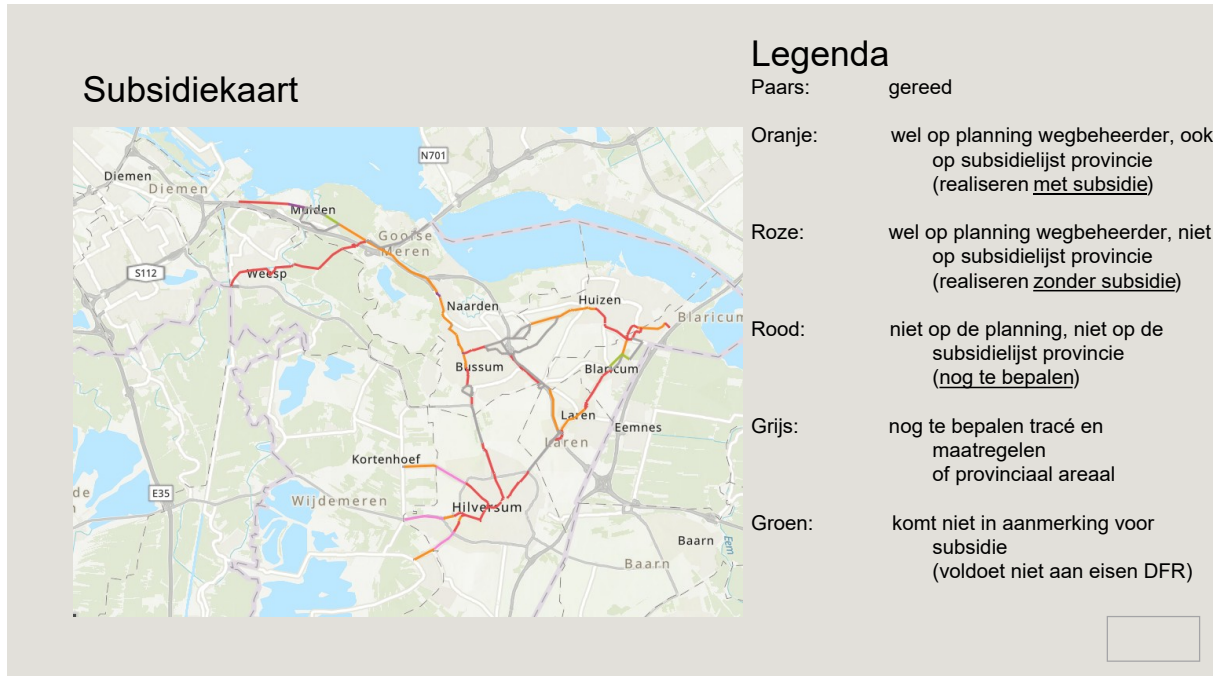 Subsidiekaart
Legenda
Paars: gereed
Oranje: wel op planning wegbeheerder, ook
op subsidielijst provincie
(realiseren met subsidie)
Roze: wel op planning wegbeheerder, niet
op subsidielijst provincie
(realiseren zonder subsidie)
Rood: niet op de planning, niet op de
subsidielijst provincie
(nog te bepalen)
Grijs: nog te bepalen tracé en
maatregelen
of provinciaal areaal
Groen: komt niet in aanmerking voor
subsidie
(voldoet niet aan eisen DFR)
N701
Diemen
Diemen
Muiden
Gooise
Meren
S112
Weesp
Naarden
Huizen
Blaricum
Bussum
Blaricum
Laren
Eemnes
Laren
Kortenhoef
de
E35
Wijdemeren
Hilversum
Baarn
Eem
Baarn